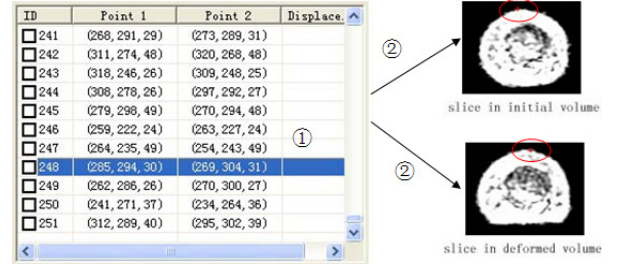 ID Point 1 Point 2 Displace.
241 (268, 291, 29) (273, 289, 31)
242 (311, 274, 48) (320, 268, 48)
243 (318, 246, 26) (309, 248, 25)
244 (308, 278, 26) (297, 292, 27)
245 (279, 298, 49) (270, 294, 48)
246 (259, 222, 24) (263, 227, 24)
247 (264, 235, 49) (254, 243, 49)
248 (285, 294, 30) (269, 304, 31)
249 (262, 286, 26) (270, 300, 27)
250 (241, 271, 37) (234, 264, 36)
251 (312, 289, 40) (295, 302, 39)
①
②
slice in initial volume
②
slice in deformed volume